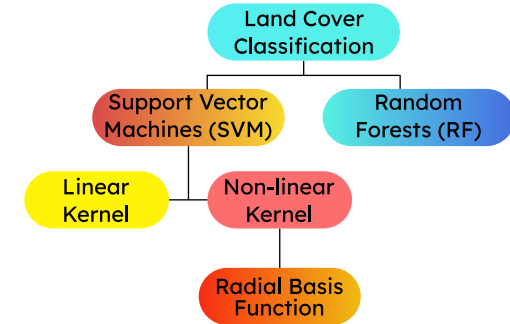 Land Cover
Classification
Support Vector
Machines (SVM)
Random
Forests (RF)
Linear
Kernel
Non-linear
Kernel
Radial Basis
Function